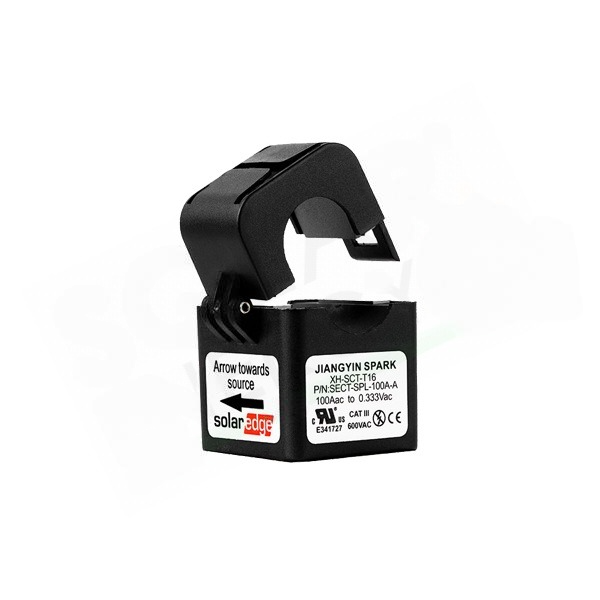 Arrow towards
source
solaredge
JIANGYIN SPARK
XH-SCT-T16
P/N:SECT-SPL-100A-A
100Aac to 0.333Vac
c RU US CAT III CE
E341727 600VAC